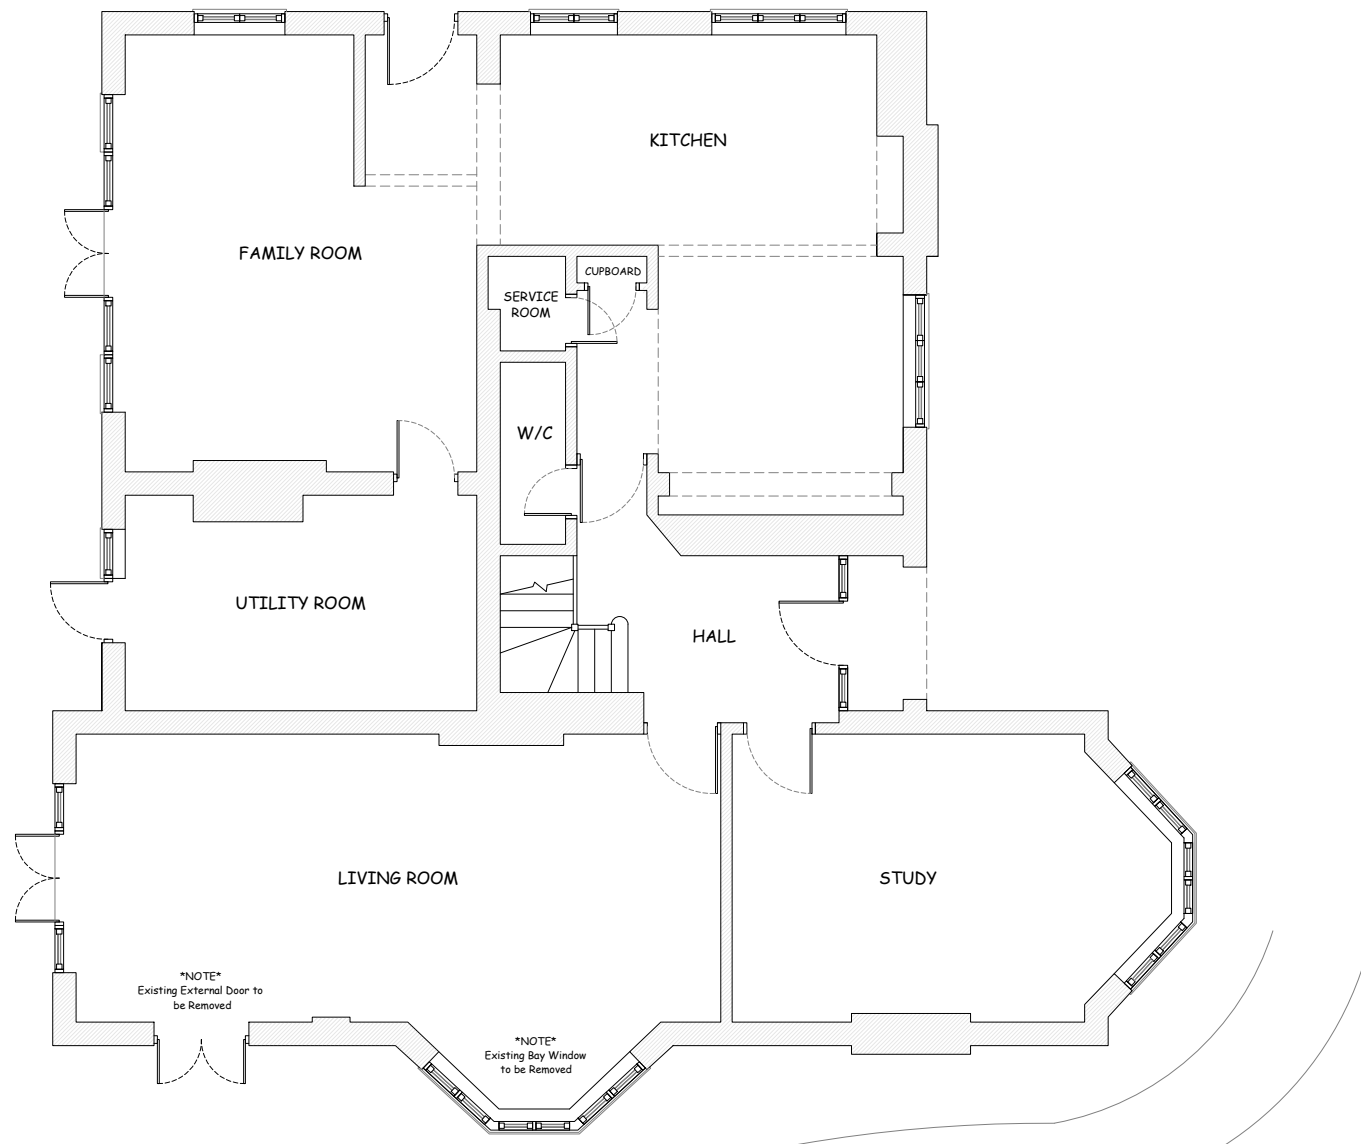 KITCHEN
FAMILY ROOM
CUPBOARD
SERVICE
ROOM
W/C
UTILITY ROOM
HALL
LIVING ROOM
STUDY
*NOTE*
Existing External Door to
be Removed
*NOTE*
Existing Bay Window
to be Removed